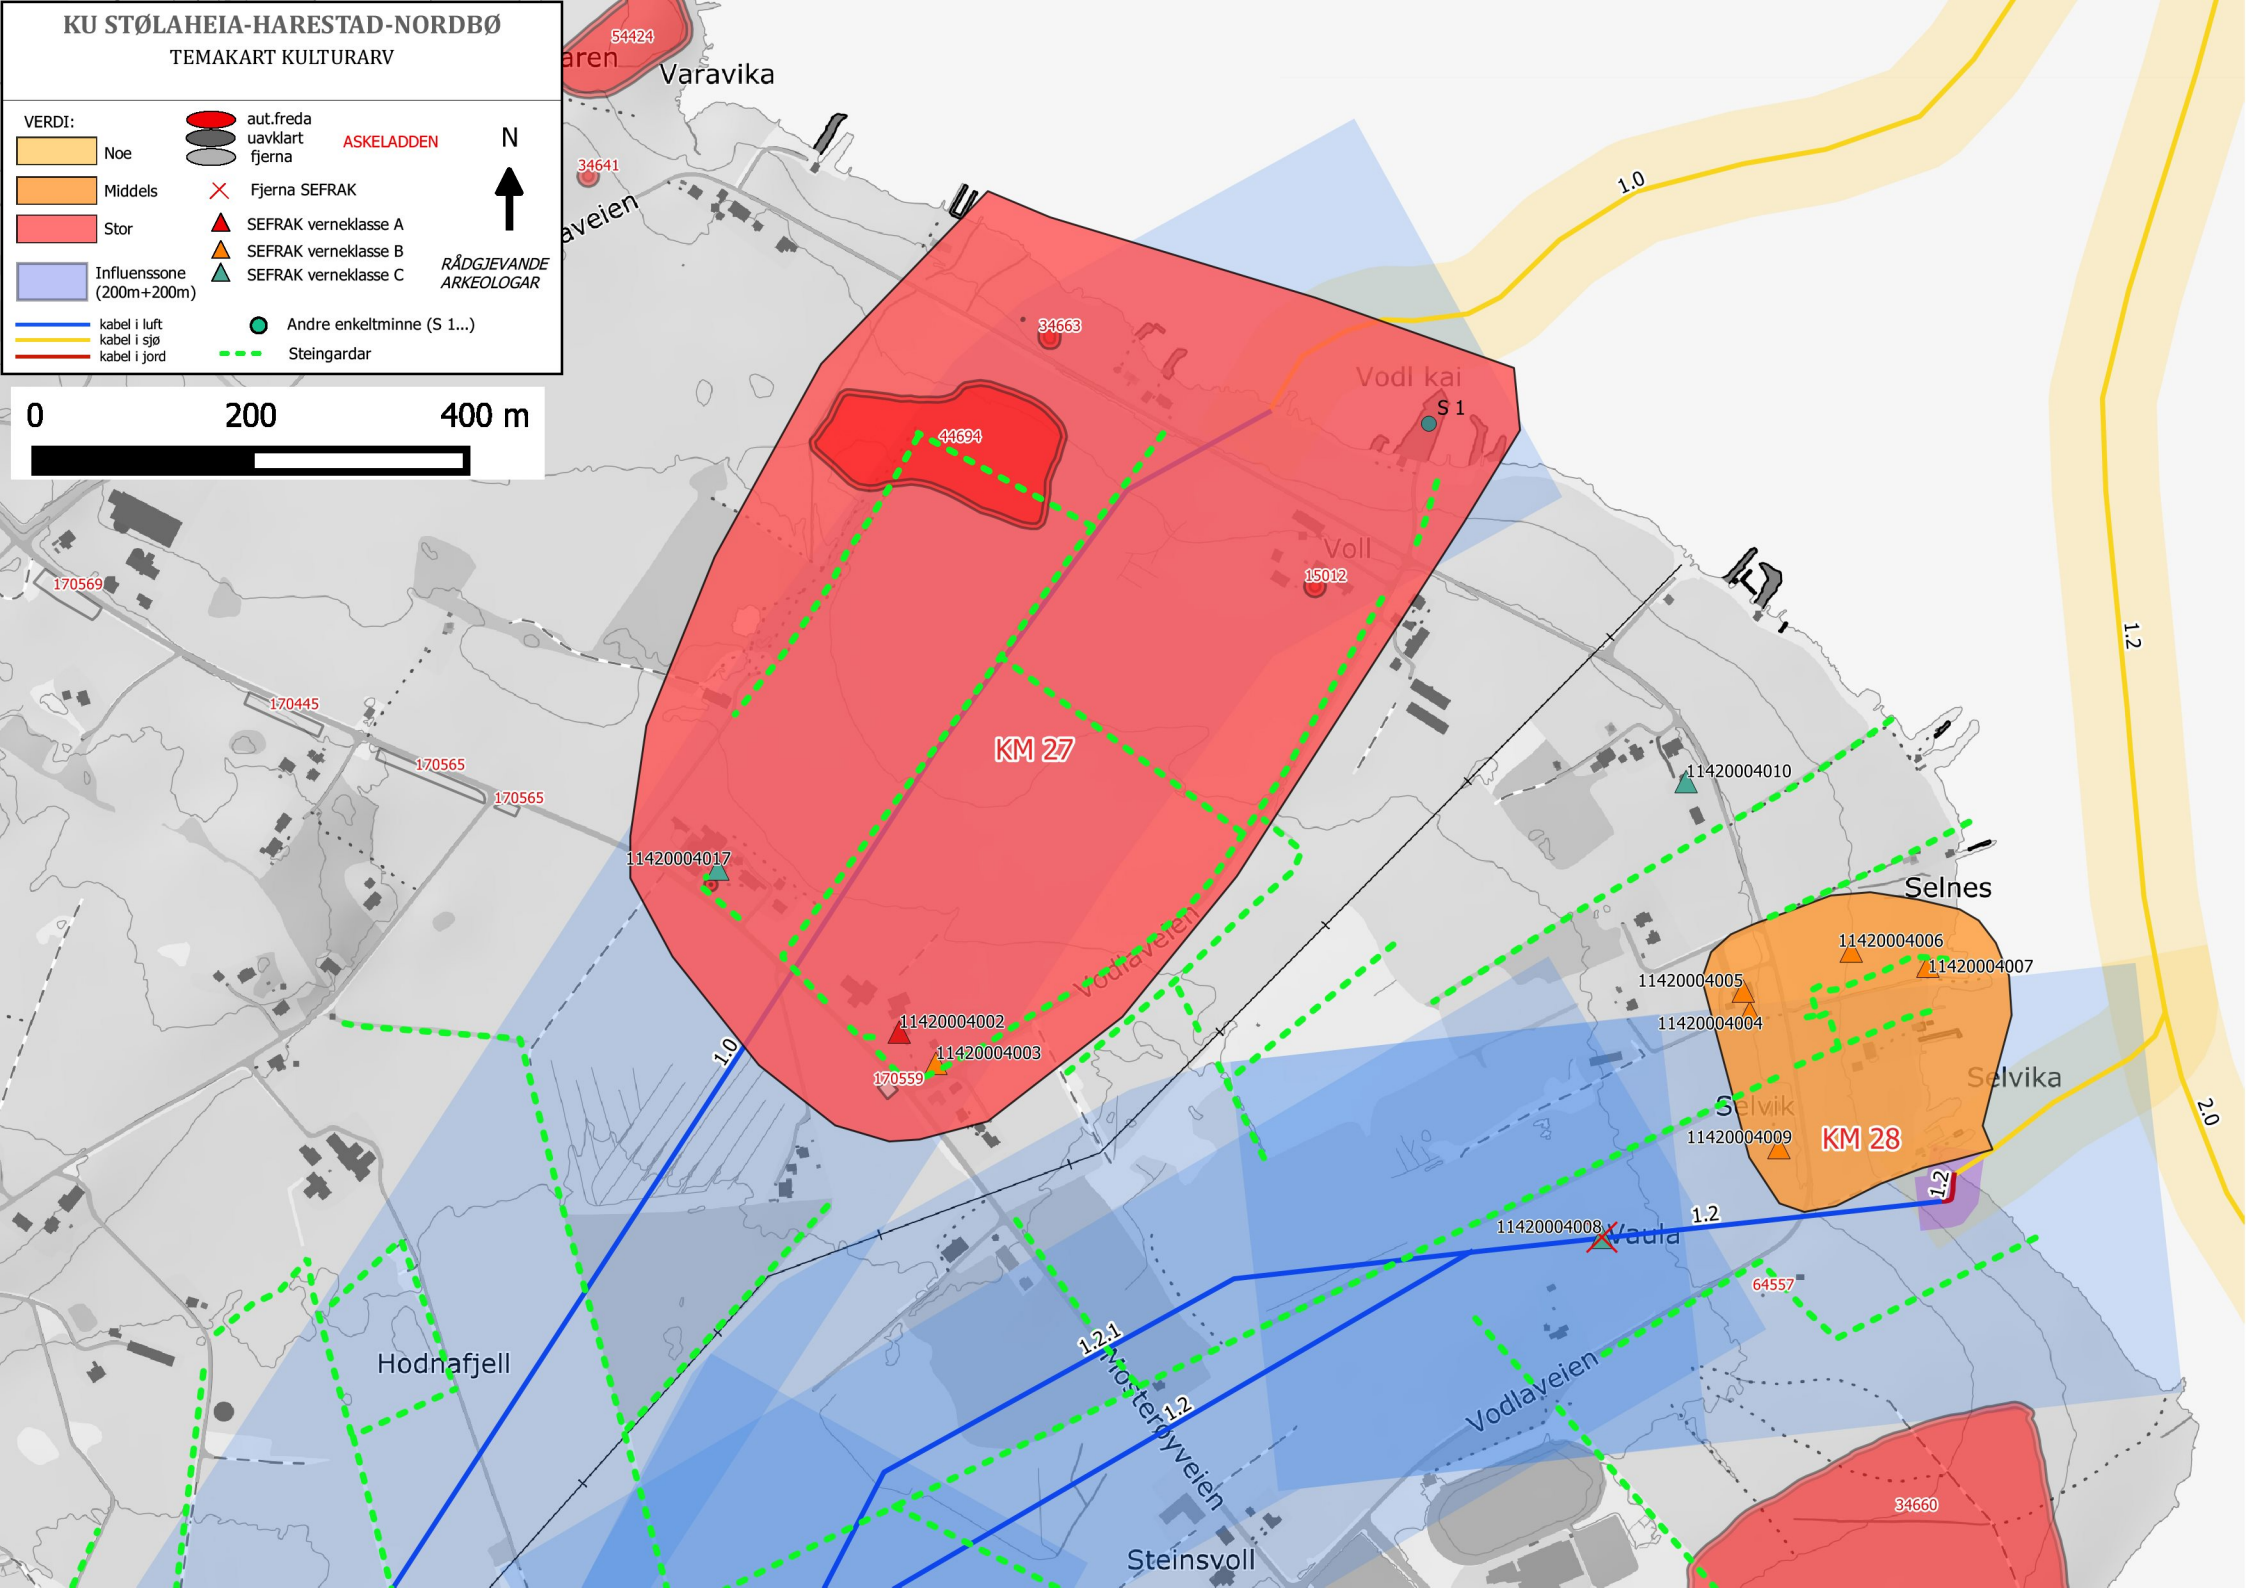 KU STØLAHEIA-HARESTAD-NORDBØ
TEMAKART KULTURARV
VERDI:
Noe
Middels
Stor
Influenssone
(200m+200m)
kabel i luft
kabel i sjø
kabel i jord
aut.freda
uavklart
fjerna
ASKELADDEN
Fjerna SEFRAK
SEFRAK verneklasse A
SEFRAK verneklasse B
SEFRAK verneklasse C
Andre enkeltminne (S 1...)
Steingardar
N
RÅDGJEVANDE
ARKEOLOGAR
0 200 400 m
54424
aren
Varavika
34641
aveien
1.0
34663
Vodl kai
S 1
44694
Voll
15012
170569
170445
170565
170565
1.2
KM 27
11420004010
11420004017
Selnes
Vodlaveien
11420004006
11420004007
11420004005
11420004004
11420004002
11420004003
170559
1.0
Selvika
Selvik
2.0
11420004009
KM 28
1.2
1.2
11420004008
Vaula
64557
1.2.1
Hodnafjell
Mosterøyveien
1.2
Vodlaveien
34660
Steinsvoll